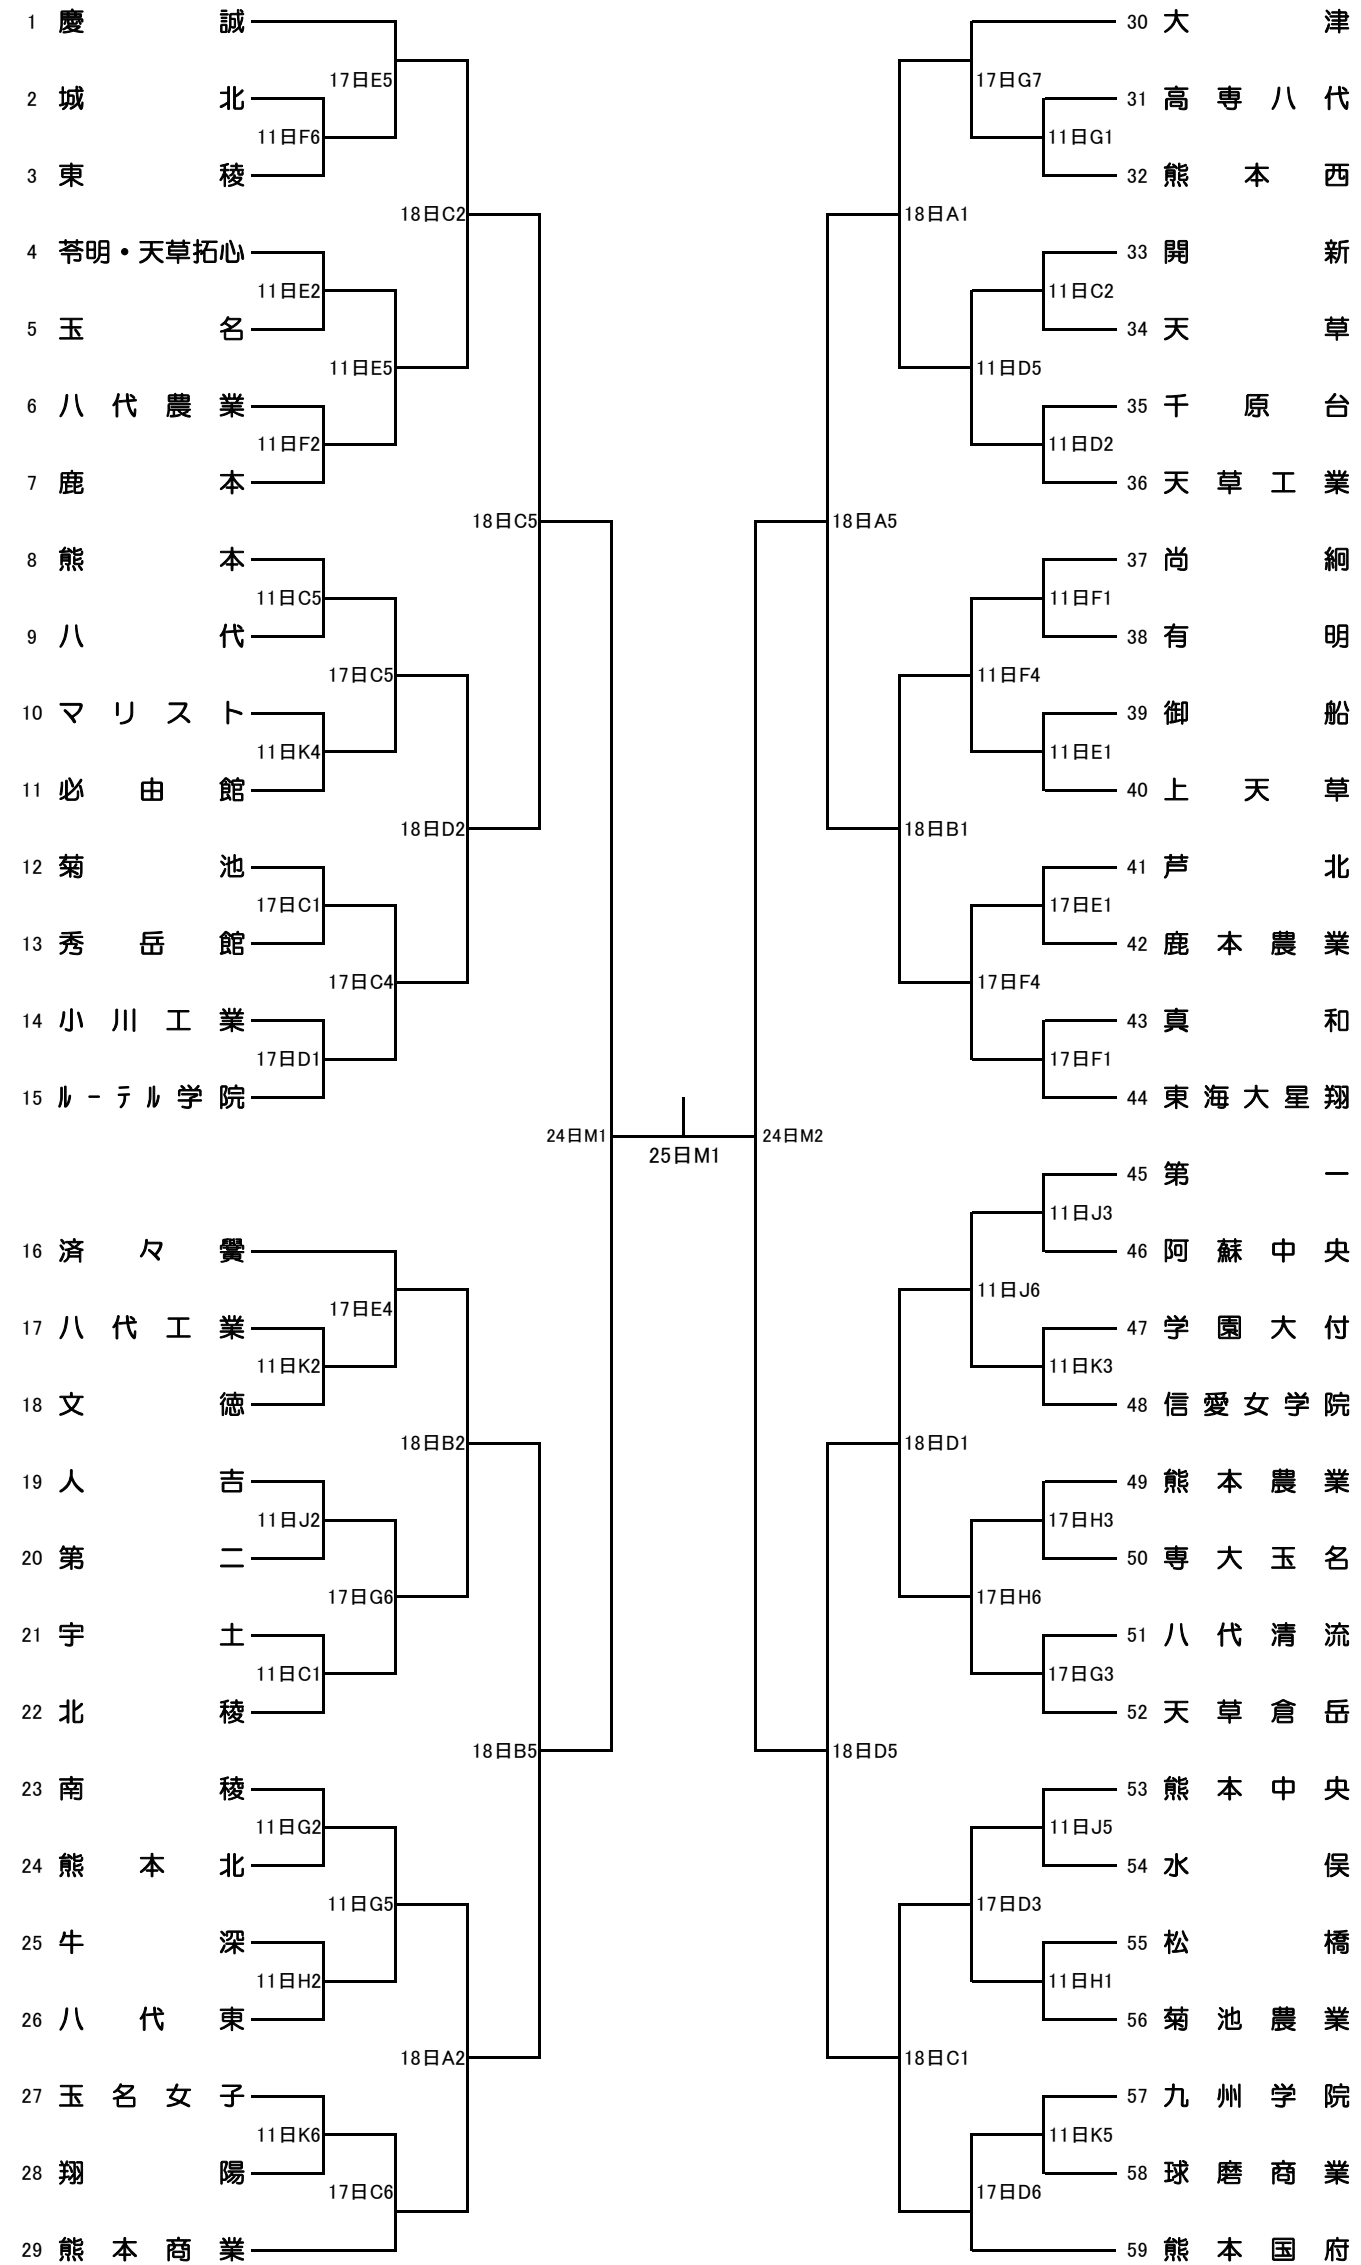 1 慶誠
17日E5
2 城北
11日F6
3 東稜
18日C2
4 苓明・天草拓心
11日E2
5 玉名
11日E5
6 八代農業
11日F2
7 鹿本
18日C5
8 熊本
11日C5
9 八代
17日C5
10 マリスト
11日K4
11 必由館
18日D2
12 菊池
17日C1
13 秀岳館
17日C4
14 小川工業
17日D1
15 ﾙｰﾃﾙ学院
24日M1
16 済々黌
17日E4
17 八代工業
11日K2
18 文徳
18日B2
19 人吉
11日J2
20 第二
17日G6
21 宇土
11日C1
22 北稜
18日B5
23 南稜
11日G2
24 熊本北
11日G5
25 牛深
11日H2
26 八代東
18日A2
27 玉名女子
11日K6
28 翔陽
17日C6
29 熊本商業
25日M1
30 大津
17日G7
31 高専八代
11日G1
32 熊本西
18日A1
33 開新
11日C2
34 天草
11日D5
35 千原台
11日D2
36 天草工業
18日A5
37 尚絅
11日F1
38 有明
11日F4
39 御船
11日E1
40 上天草
18日B1
41 芦北
17日E1
42 鹿本農業
17日F4
43 真和
17日F1
44 東海大星翔
24日M2
45 第一
11日J3
46 阿蘇中央
11日J6
47 学園大付
11日K3
48 信愛女学院
18日D1
49 熊本農業
17日H3
50 専大玉名
17日H6
51 八代清流
17日G3
52 天草倉岳
18日D5
53 熊本中央
11日J5
54 水俣
17日D3
55 松橋
11日H1
56 菊池農業
18日C1
57 九州学院
11日K5
58 球磨商業
17日D6
59 熊本国府